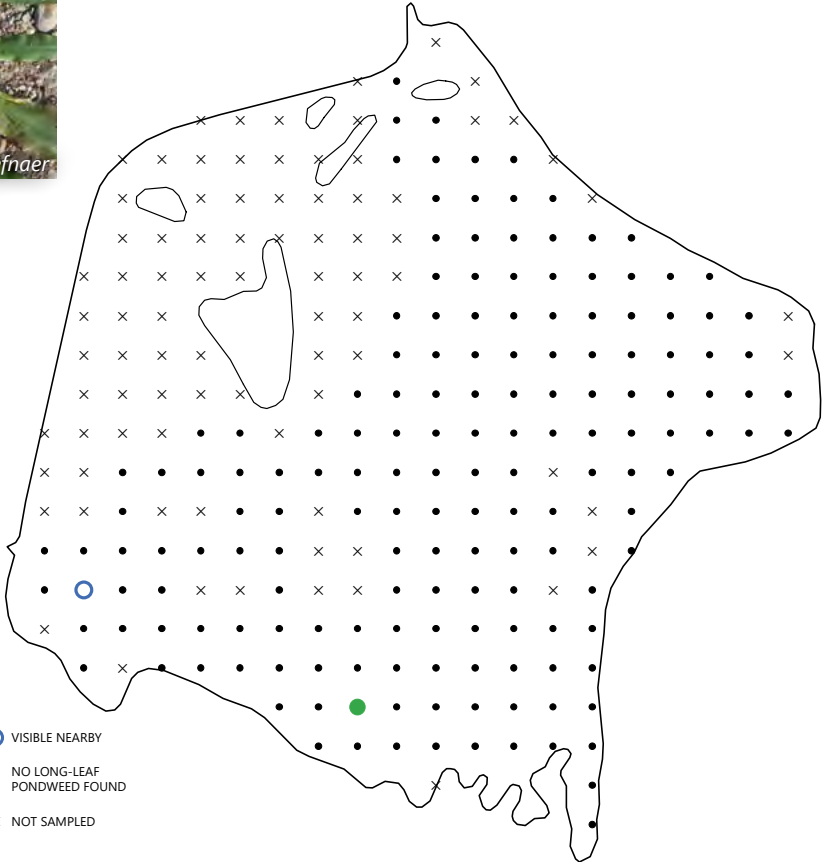 fnaer
VISIBLE NEARBY
NO LONG-LEAF
PONDWEED FOUND
NOT SAMPLED